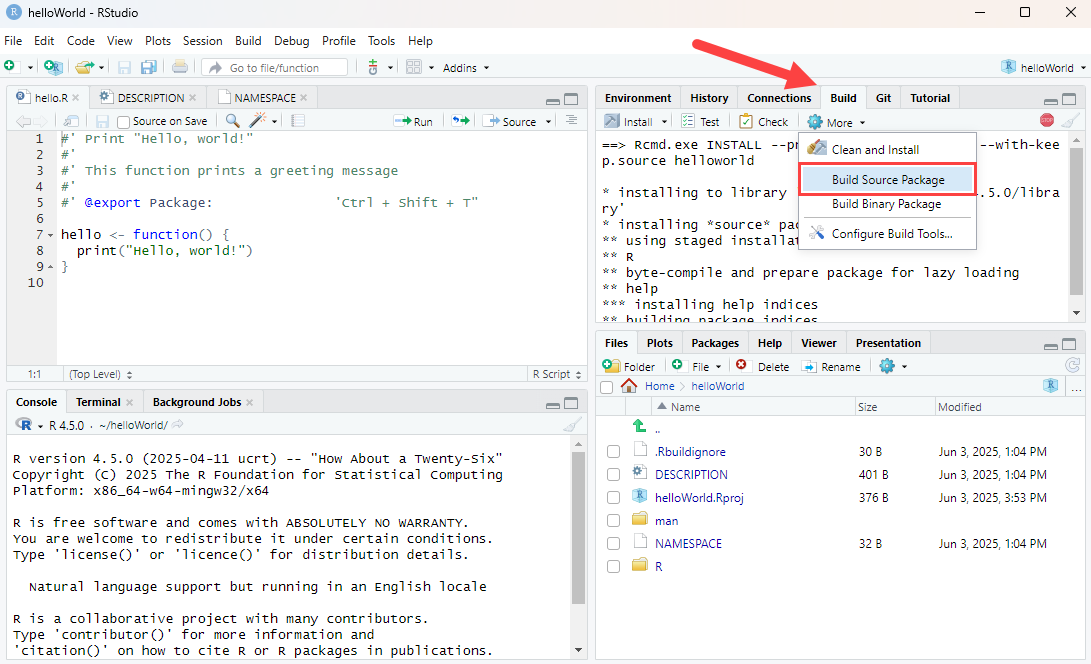 helloWorld - RStudio
File Edit Code View Plots Session Build Debug Profile Tools Help
Go to file/function Addins helloWorld
hello.R DESCRIPTION NAMESPACE
Source on Save Run Source
1 #' Print "Hello, world!"
2 #'
3 #' This function prints a greeting message
4 #'
5 #' @export Package: 'Ctrl + Shift + T"
6
7 hello <- function() {
8 print("Hello, world!")
9 }
10
1:1 (Top Level) R Script
Console Terminal Background Jobs
R 4.5.0 · ~/helloWorld/
R version 4.5.0 (2025-04-11 ucrt) -- "How About a Twenty-Six"
Copyright (C) 2025 The R Foundation for Statistical Computing
Platform: x86_64-w64-mingw32/x64
R is free software and comes with ABSOLUTELY NO WARRANTY.
You are welcome to redistribute it under certain conditions.
Type 'license()' or 'licence()' for distribution details.
Natural language support but running in an English locale
R is a collaborative project with many contributors.
Type 'contributor()' for more information and
'citation()' on how to cite R or R packages in publications.
Environment History Connections Build Git Tutorial
Install Test Check More
STOP
Clean and Install
Build Source Package
Build Binary Package
Configure Build Tools...
==> Rcmd.exe INSTALL --pr --with-kee
p.source helloworld
* installing to library 4.5.0/libra
ry'
* installing *source* pac
** using staged installat
** R
** byte-compile and prepare package for lazy loading
** help
*** installing help indices
** building package indices
Files Plots Packages Help Viewer Presentation
Folder File Delete Rename
Home helloWorld ...
Name Size Modified
..
.Rbuildignore 30 B Jun 3, 2025, 1:04 PM
DESCRIPTION 401 B Jun 3, 2025, 1:04 PM
helloWorld.Rproj 376 B Jun 3, 2025, 3:53 PM
man
NAMESPACE 32 B Jun 3, 2025, 1:04 PM
R